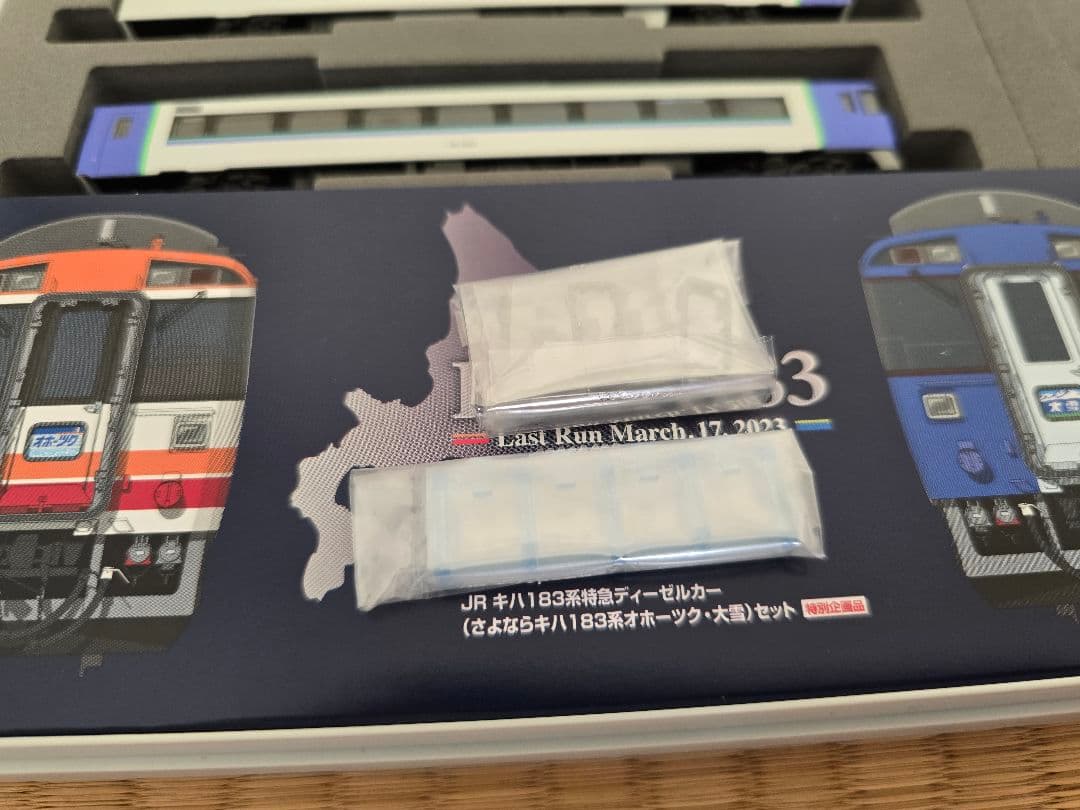 オホーツク
大雪
63
Last Run March. 17. 2023
JR キハ183系特急ディーゼルカー
(さよならキハ183系オホーツク・大雪)セット 特別企画品